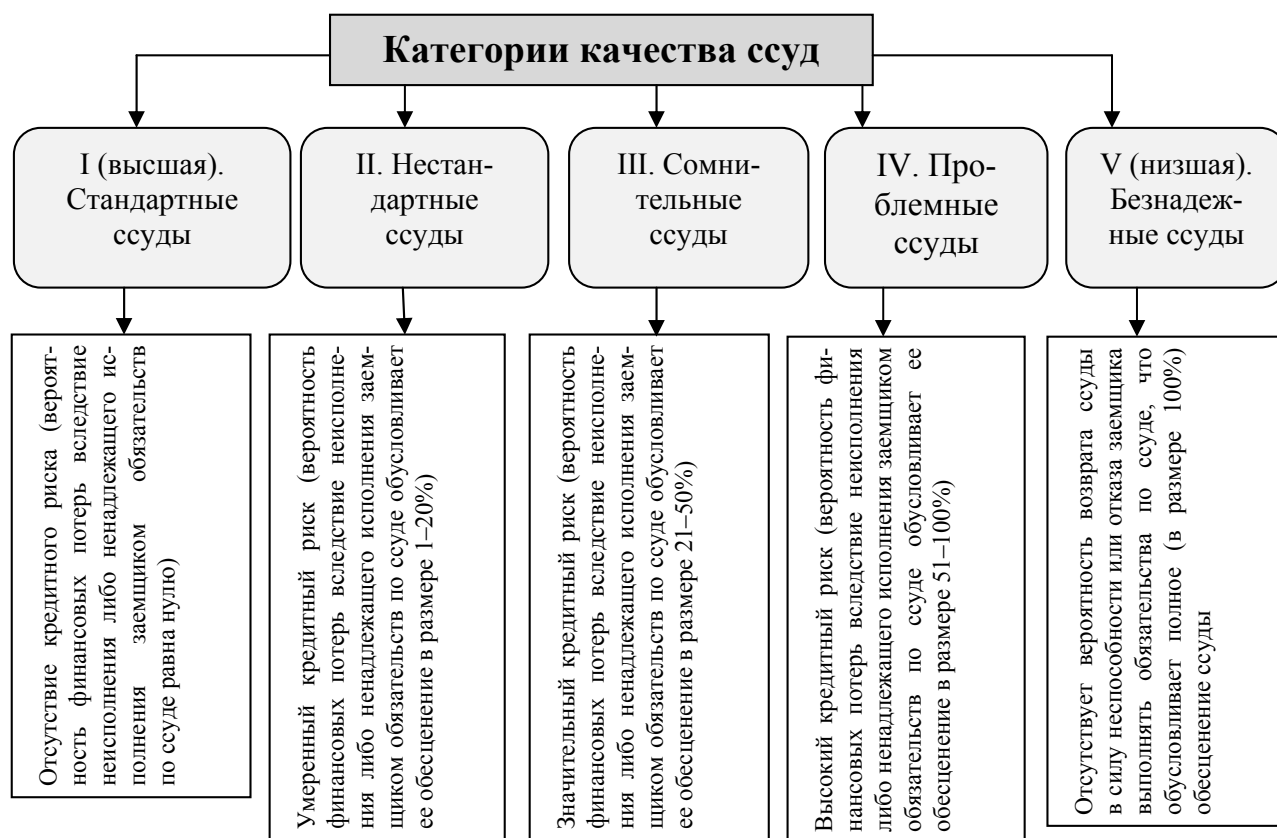 Категории качества ссуд
I (высшая).
Стандартные
ссуды
II. Нестан-
дартные
ссуды
III. Сомни-
тельные
ссуды
IV. Про-
блемные
ссуды
V (низшая).
Безнадеж-
ные ссуды
Отсутствие кредитного риска (вероят-
ность финансовых потерь вследствие
неисполнения либо ненадлежащего ис-
полнения заемщиком обязательств
по ссуде равна нулю)
Умеренный кредитный риск (вероятность
финансовых потерь вследствие неисполне-
ния либо ненадлежащего исполнения заем-
щиком обязательств по ссуде обусловливает
ее обесценение в размере 1–20%)
Значительный кредитный риск (вероятность
финансовых потерь вследствие неисполне-
ния либо ненадлежащего исполнения заем-
щиком обязательств по ссуде обусловливает
ее обесценение в размере 21–50%)
Высокий кредитный риск (вероятность фи-
нансовых потерь вследствие неисполнения
либо ненадлежащего исполнения заемщиком
обязательств по ссуде обусловливает ее
обесценение в размере 51–100%)
Отсутствует вероятность возврата ссуды
в силу неспособности или отказа заемщика
выполнять обязательства по ссуде, что
обусловливает полное (в размере 100%)
обесценение ссуды